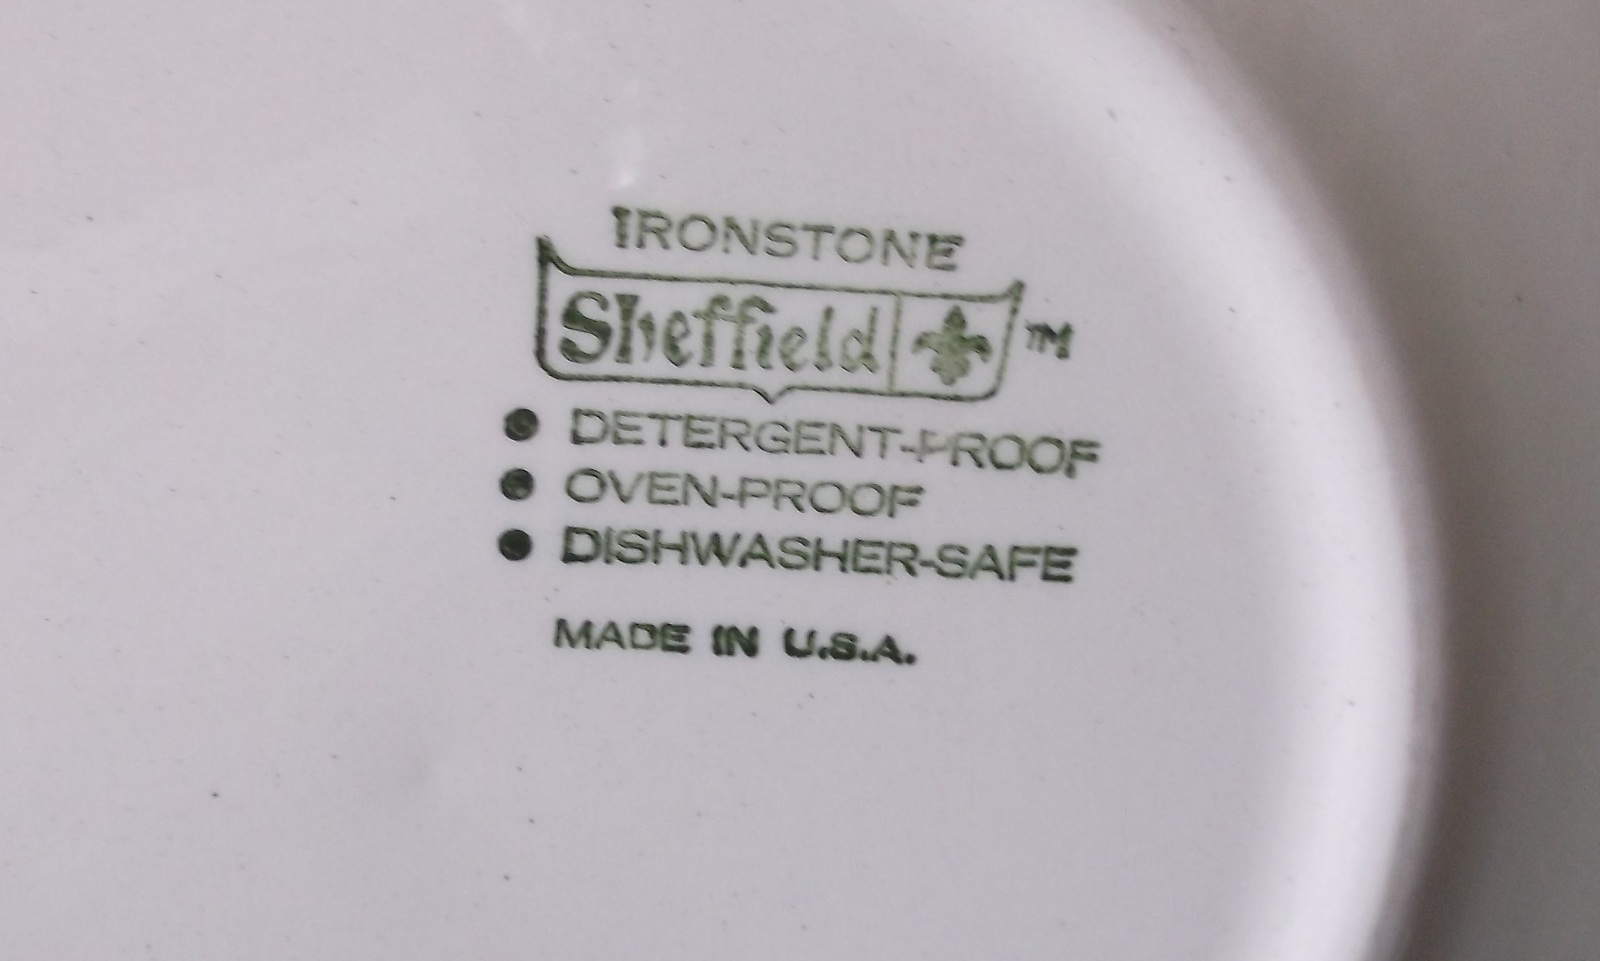 IRONSTONE
Sheffield TM
• DETERGENT-PROOF
• OVEN-PROOF
• DISHWASHER-SAFE
MADE IN U.S.A.